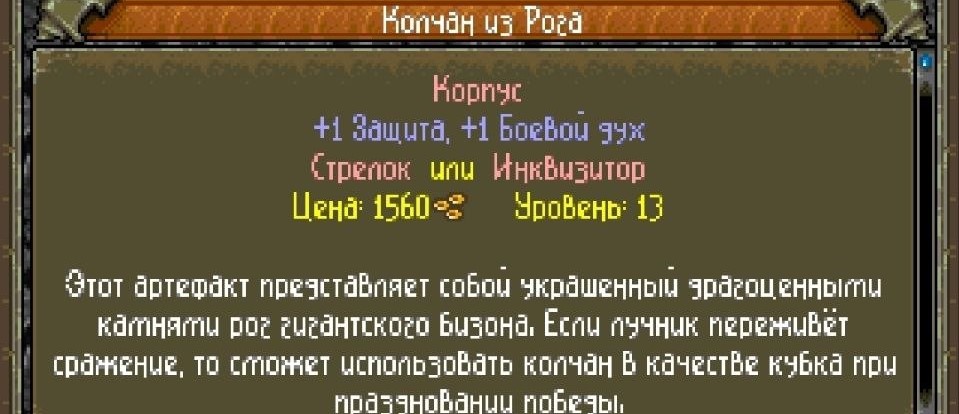 Колчан из Рога
Корпус
+1 Защита, +1 Боевой дух
Стрелок или Инквизитор
Цена: 1560 Уровень: 13
Этот артефакт представляет собой украшенный драгоценными
камнями рог гигантского бизона. Если лучник переживёт
сражение, то сможет использовать колчан в качестве кубка при
праздновании победы.